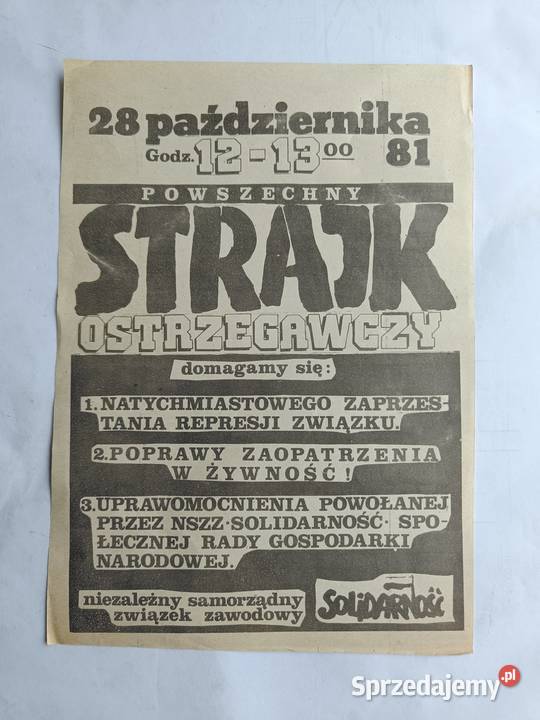 28 października
Godz. 12-13 00 81
POWSZECHNY
STRAJK
OSTRZEGAWCZY
domagamy się:
1. NATYCHMIASTOWEGO ZAPRZES-
TANIA REPRESJI ZWIĄZKU.
2. POPRAWY ZAOPATRZENIA
W ŻYWNOŚĆ!
3. UPRAWOMOCNIENIA POWOŁANEJ
PRZEZ NSZZ·SOLIDARNOŚĆ· SPO-
ŁECZNEJ RADY GOSPODARKI
NARODOWEJ.
niezależny samorządny
związek zawodowy
SOLIDARNOŚĆ
Sprzedajemy.pl